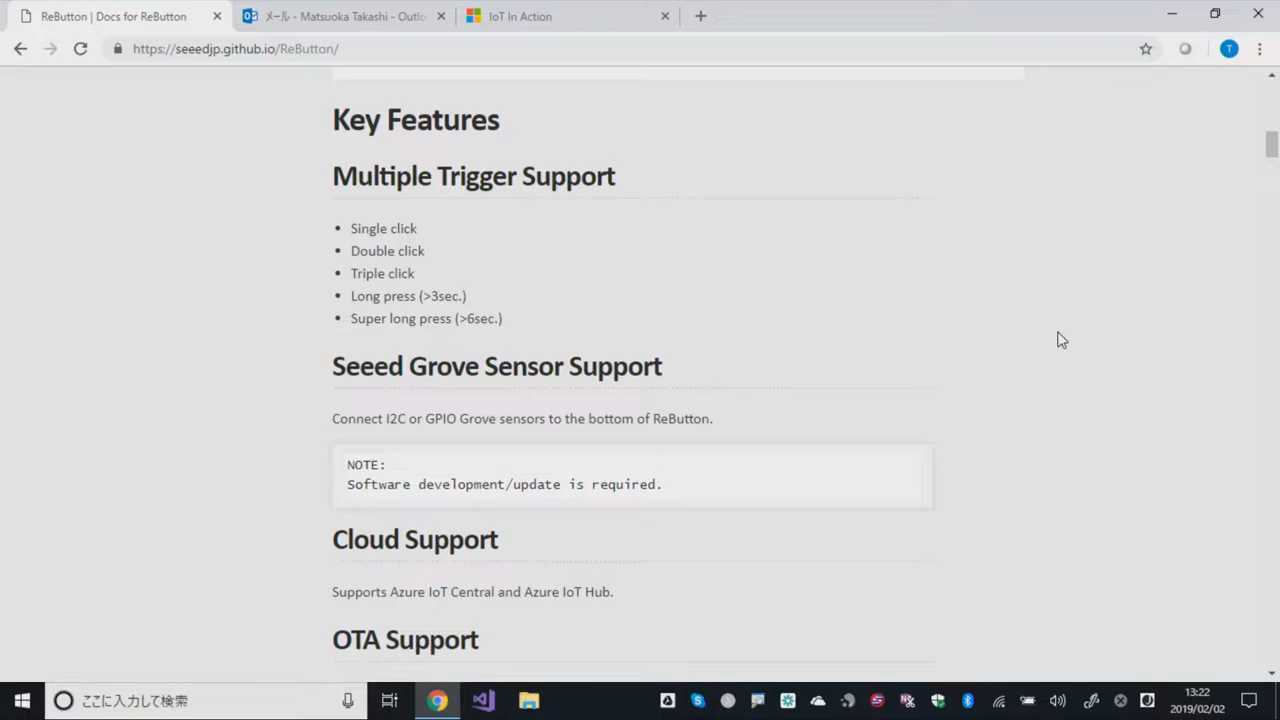 ReButton | Docs for ReButton
メール - Matsuoka Takashi - Outlo
IoT In Action
https://seeedjp.github.io/ReButton/
T
Key Features
Multiple Trigger Support
Single click
Double click
Triple click
Long press (>3sec.)
Super long press (>6sec.)
Seeed Grove Sensor Support
Connect I2C or GPIO Grove sensors to the bottom of ReButton.
NOTE:
Software development/update is required.
Cloud Support
Supports Azure IoT Central and Azure IoT Hub.
OTA Support
ここに入力して検索
13:22
2019/02/02